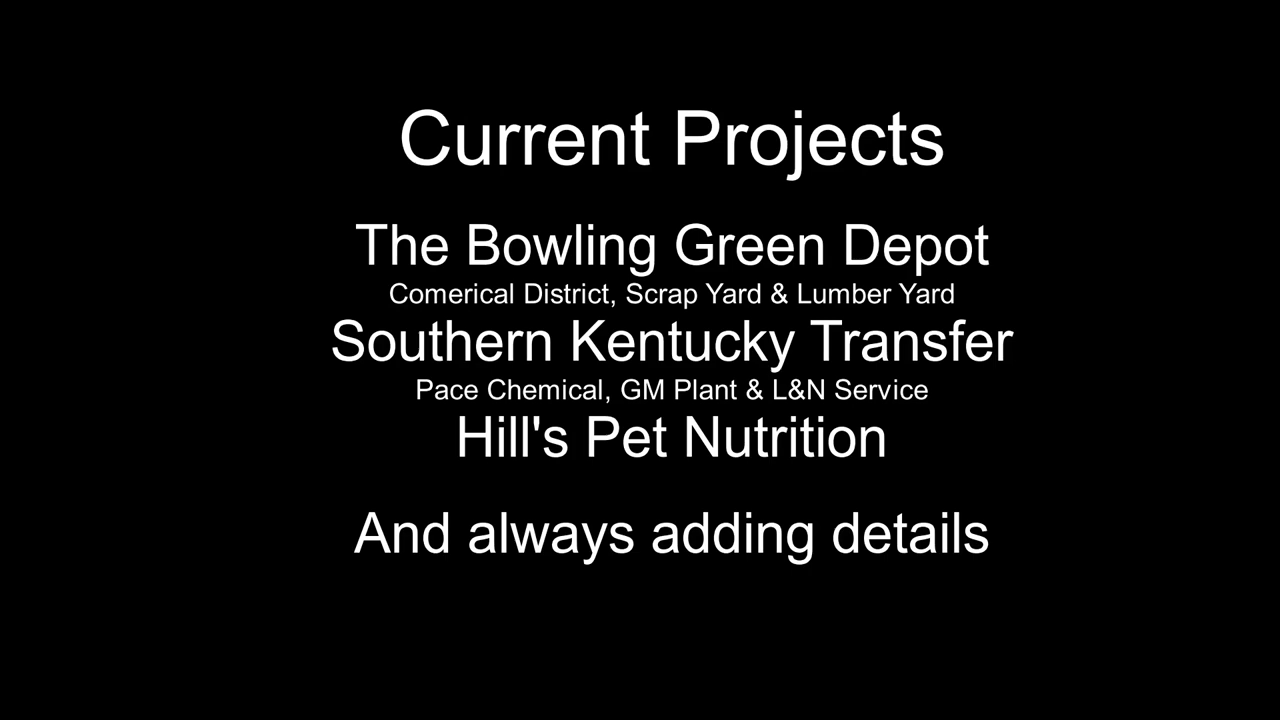 Current Projects
The Bowling Green Depot
Comerical District, Scrap Yard & Lumber Yard
Southern Kentucky Transfer
Pace Chemical, GM Plant & L&N Service
Hill's Pet Nutrition
And always adding details